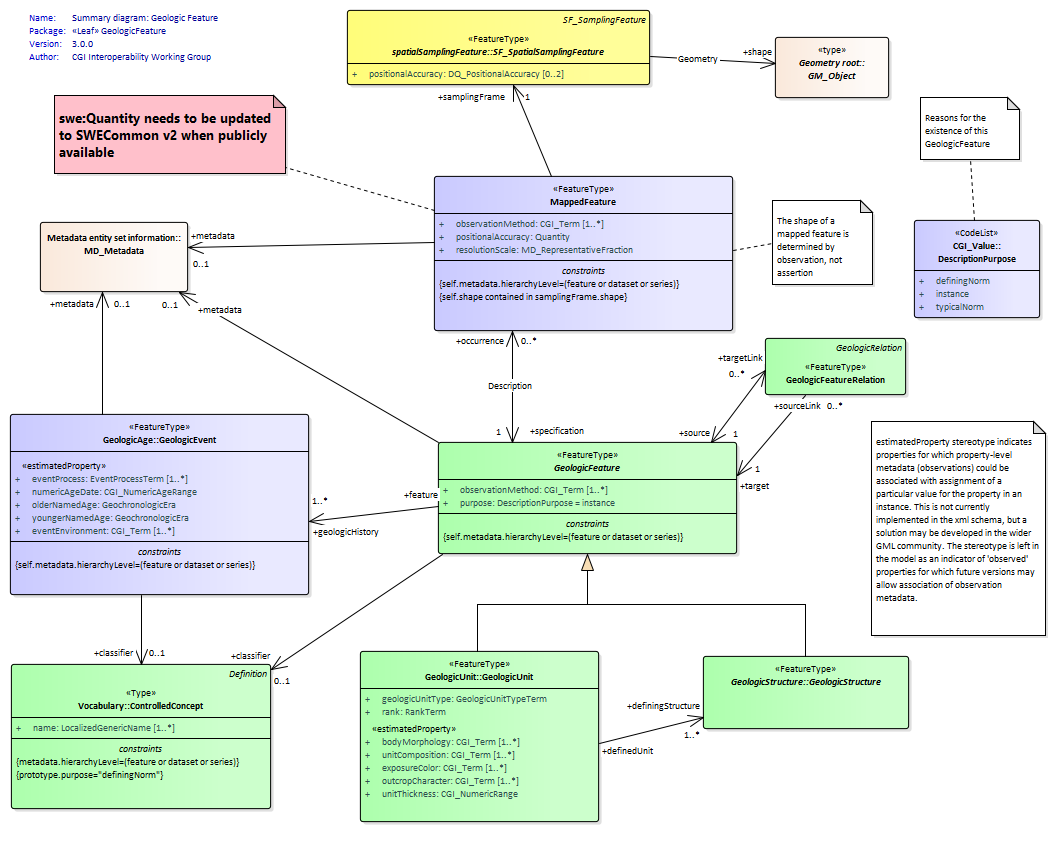 Name: Summary diagram: Geologic Feature
Package: «Leaf» GeologicFeature
Version: 3.0.0
Author: CGI Interoperability Working Group
SF_SamplingFeature
«FeatureType»
spatialSamplingFeature::SF_SpatialSamplingFeature
+ positionalAccuracy: DQ_PositionalAccuracy [0..2]
Geometry
+shape
«type»
Geometry root::
GM_Object
+samplingFrame
1
swe:Quantity needs to be updated
to SWECommon v2 when publicly
available
Reasons for the
existence of this
GeologicFeature
«FeatureType»
MappedFeature
+ observationMethod: CGI_Term [1..*]
+ positionalAccuracy: Quantity
+ resolutionScale: MD_RepresentativeFraction
constraints
{self.metadata.hierarchyLevel=(feature or dataset or series)}
{self.shape contained in samplingFrame.shape}
The shape of a
mapped feature is
determined by
observation, not
assertion
«CodeList»
CGI_Value::
DescriptionPurpose
+ definingNorm
+ instance
+ typicalNorm
Metadata entity set information::
MD_Metadata
+metadata
0..1
+metadata
0..1
0..1
+metadata
+occurrence
0..*
Description
1
+specification
GeologicRelation
«FeatureType»
GeologicFeatureRelation
+targetLink
0..*
+sourceLink
0..*
+source
1
1
+target
«FeatureType»
GeologicAge::GeologicEvent
«estimatedProperty»
+ eventProcess: EventProcessTerm [1..*]
+ numericAgeDate: CGI_NumericAgeRange
+ olderNamedAge: GeochronologicEra
+ youngerNamedAge: GeochronologicEra
+ eventEnvironment: CGI_Term [1..*]
constraints
{self.metadata.hierarchyLevel=(feature or dataset or series)}
+feature
1..*
+geologicHistory
«FeatureType»
GeologicFeature
+ observationMethod: CGI_Term [1..*]
+ purpose: DescriptionPurpose = instance
constraints
{self.metadata.hierarchyLevel=(feature or dataset or series)}
estimatedProperty stereotype indicates
properties for which property-level
metadata (observations) could be
associated with assignment of a
particular value for the property in an
instance. This is not currently
implemented in the xml schema, but a
solution may be developed in the wider
GML community. The stereotype is left in
the model as an indicator of 'observed'
properties for which future versions may
allow association of observation
metadata.
+classifier
0..1
+classifier
0..1
Definition
«Type»
Vocabulary::ControlledConcept
+ name: LocalizedGenericName [1..*]
constraints
{metadata.hierarchyLevel=(feature or dataset or series)}
{prototype.purpose="definingNorm"}
«FeatureType»
GeologicUnit::GeologicUnit
+ geologicUnitType: GeologicUnitTypeTerm
+ rank: RankTerm
«estimatedProperty»
+ bodyMorphology: CGI_Term [1..*]
+ unitComposition: CGI_Term [1..*]
+ exposureColor: CGI_Term [1..*]
+ outcropCharacter: CGI_Term [1..*]
+ unitThickness: CGI_NumericRange
+definingStructure
1..*
+definedUnit
«FeatureType»
GeologicStructure::GeologicStructure